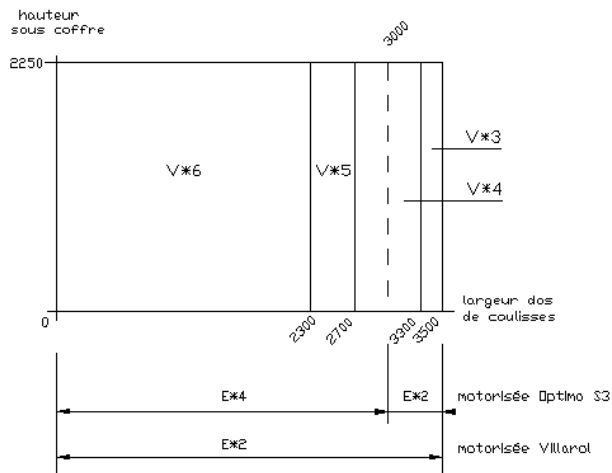 hauteur
sous coffre
3000
2250
V*3
V*6
V*5
V*4
largeur dos
de coulisses
0
2300
2700
3300
3500
E*4
E*2
motorisée Optimo S3
E*2
motorisée Villarol